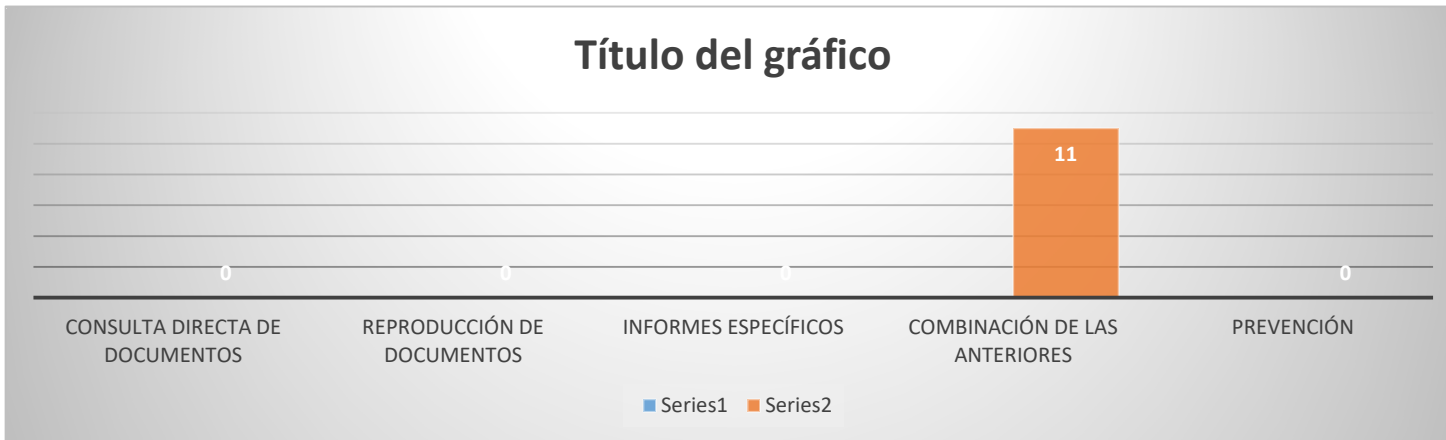 Título del gráfico
11
0 0 0 0
CONSULTA DIRECTA DE
DOCUMENTOS
REPRODUCCIÓN DE
DOCUMENTOS
INFORMES ESPECÍFICOS
COMBINACIÓN DE LAS
ANTERIORES
PREVENCIÓN
Series1 Series2